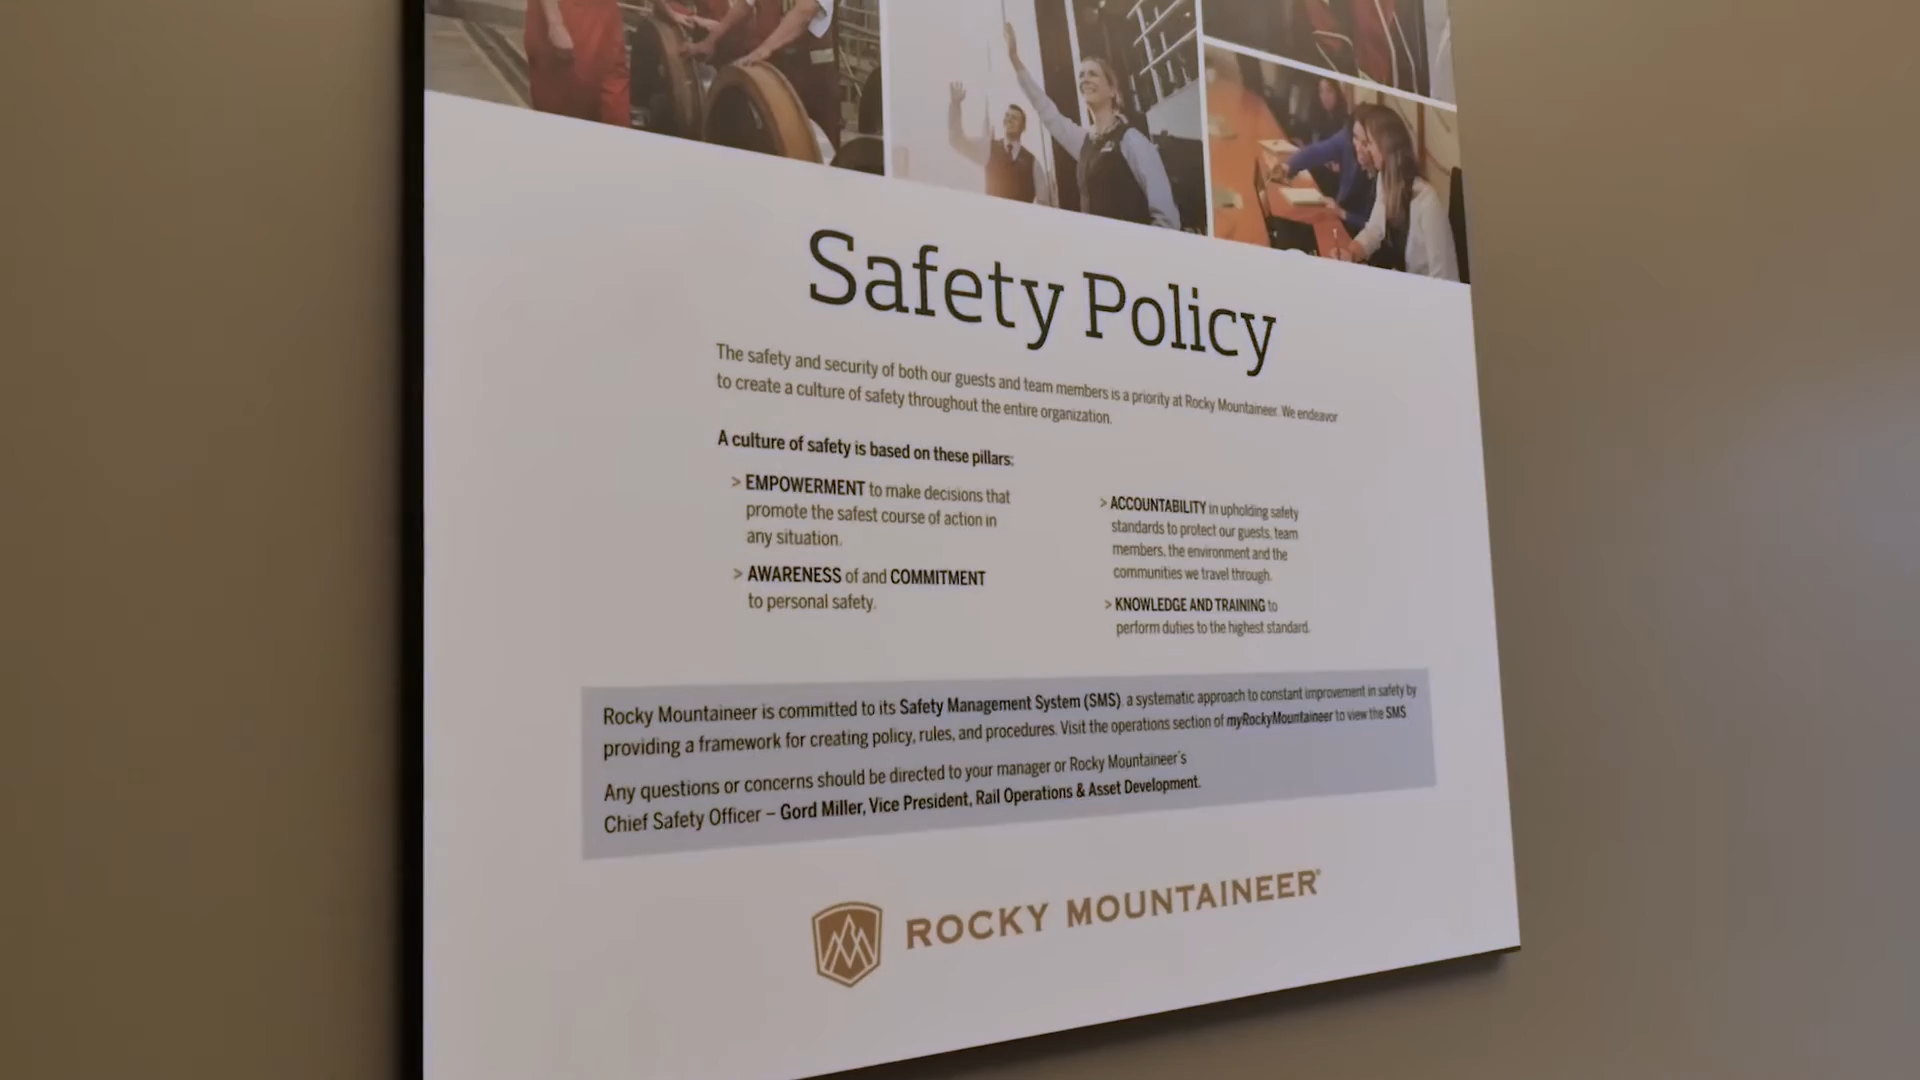 Safety Policy
The safety and security of both our guests and team members is a priority at Rocky Mountaineer. We endeavor
to create a culture of safety throughout the entire organization.
A culture of safety is based on these pillars:
> EMPOWERMENT to make decisions that
promote the safest course of action in
any situation.
> AWARENESS of and COMMITMENT
to personal safety.
> ACCOUNTABILITY in upholding safety
standards to protect our guests, team
members, the environment and the
communities we travel through.
> KNOWLEDGE AND TRAINING to
perform duties to the highest standard.
Rocky Mountaineer is committed to its Safety Management System (SMS), a systematic approach to constant improvement in safety by
providing a framework for creating policy, rules, and procedures. Visit the operations section of myRockyMountaineer to view the SMS.
Any questions or concerns should be directed to your manager or Rocky Mountaineer's
Chief Safety Officer – Gord Miller, Vice President, Rail Operations & Asset Development.
ROCKY MOUNTAINEER®